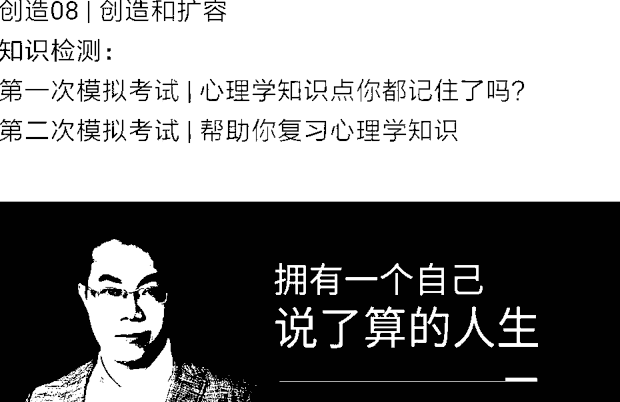 创造08 | 创造和扩容
知识检测：
第一次模拟考试 | 心理学知识点你都记住了吗?
第二次模拟考试 | 帮助你复习心理学知识
拥有一个自己
说了算的人生